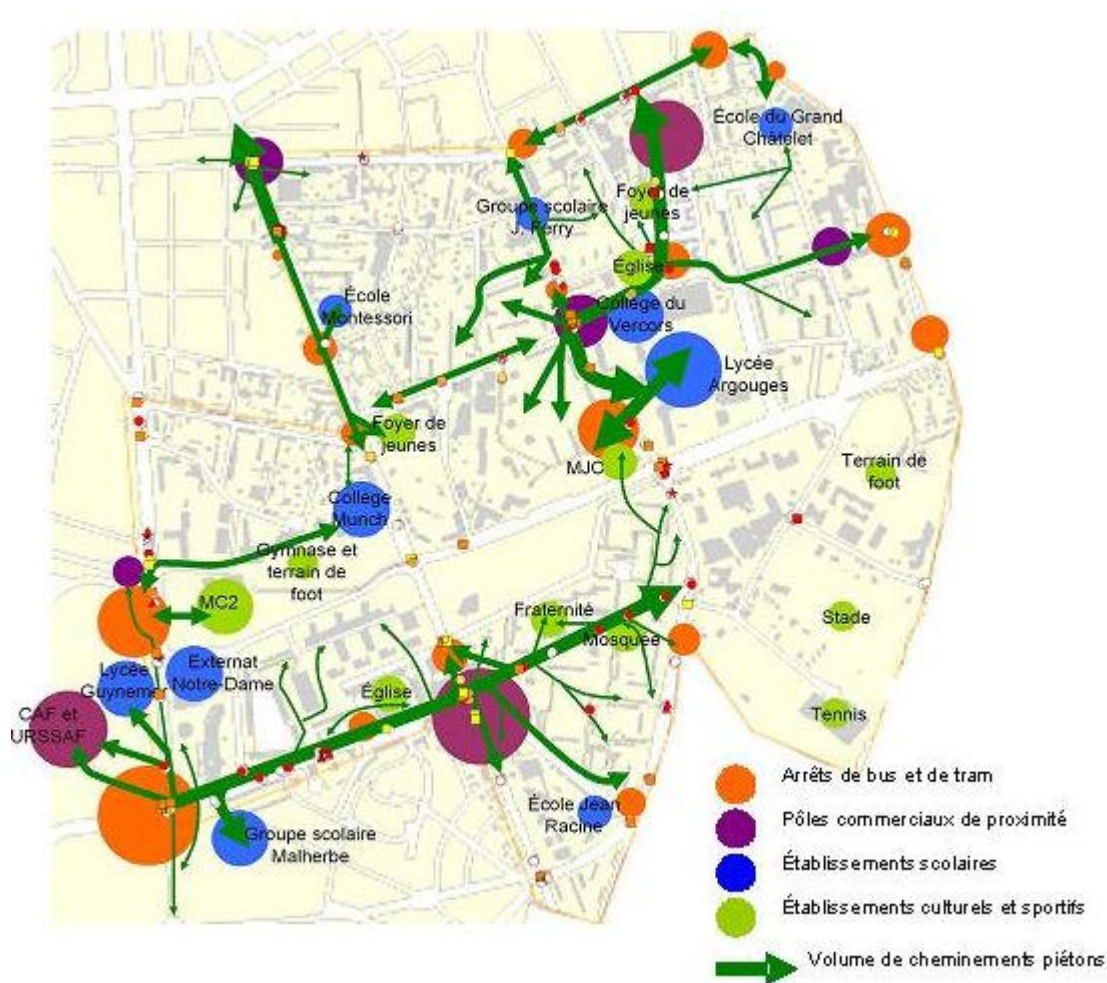 École du Grand
Châtelet
Foyer de
jeunes
Groupe scolaire
J. Ferry
Église
École
Montessori
Collège du
Vercors
Lycée
Argouges
Foyer de
jeunes
MJC
Terrain de
foot
Collège
Munch
Gymnase et
terrain de
foot
MC2
Fraternité
Stade
Mosquée
Lycée
Guynemer
Externat
Notre-Dame
Église
CAF et
URSSAF
Tennis
École Jean
Racine
Groupe scolaire
Malherbe
Arrêts de bus et de tram
Pôles commerciaux de proximité
Établissements scolaires
Établissements culturels et sportifs
Volume de cheminements piétons